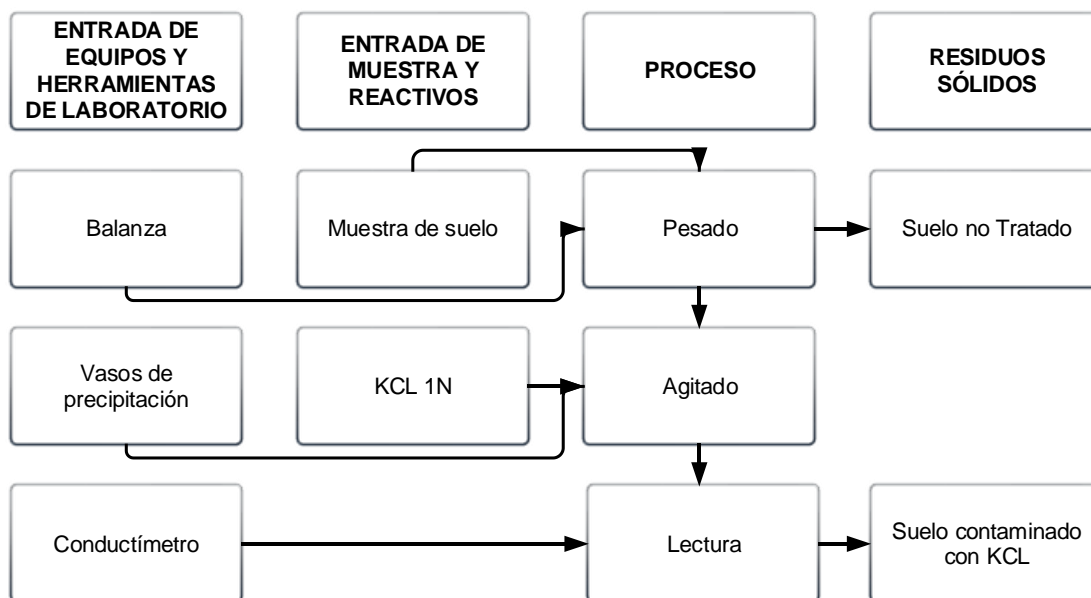 ENTRADA DE
EQUIPOS Y
HERRAMIENTAS
DE LABORATORIO
ENTRADA DE
MUESTRA Y
REACTIVOS
PROCESO
RESIDUOS
SÓLIDOS
Balanza
Muestra de suelo
Pesado
Suelo no Tratado
Vasos de
precipitación
KCL 1N
Agitado
Conductímetro
Lectura
Suelo contaminado
con KCL